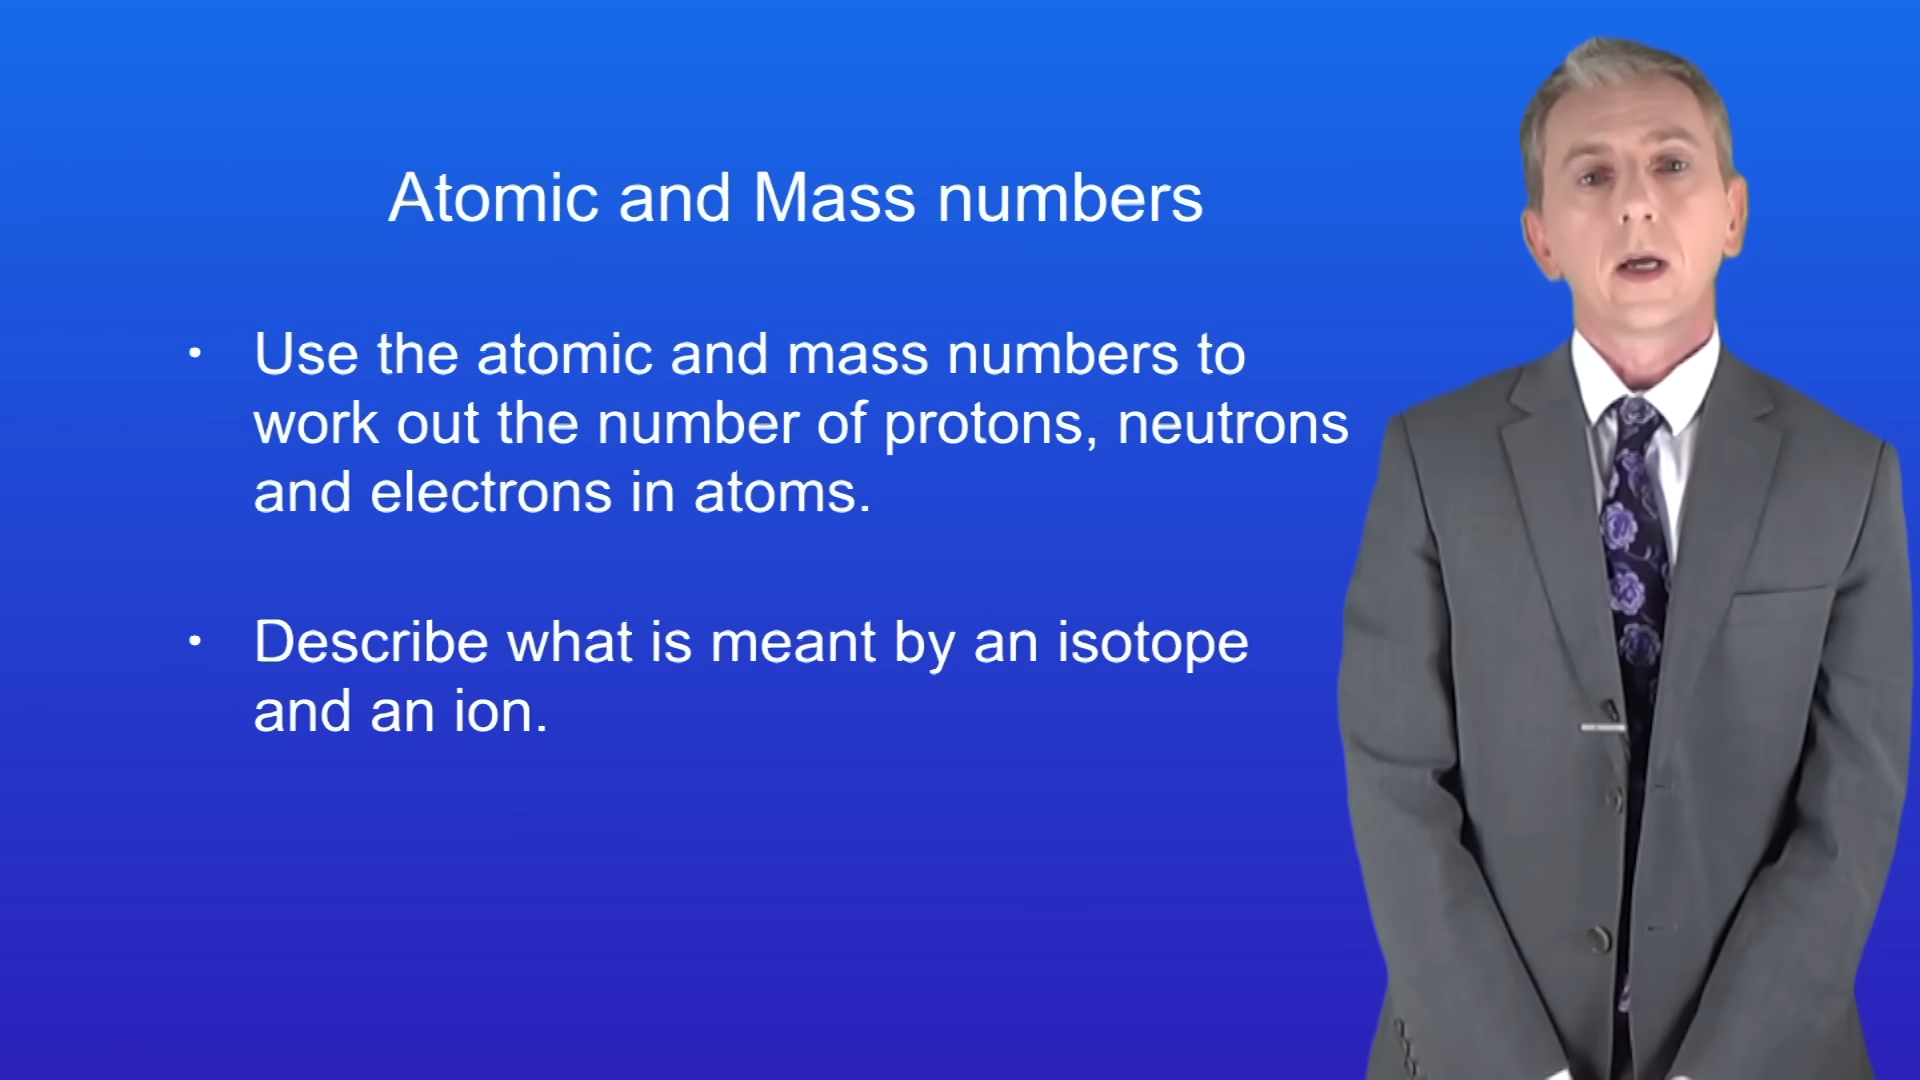 Atomic and Mass numbers
• Use the atomic and mass numbers to
work out the number of protons, neutrons
and electrons in atoms.
• Describe what is meant by an isotope
and an ion.